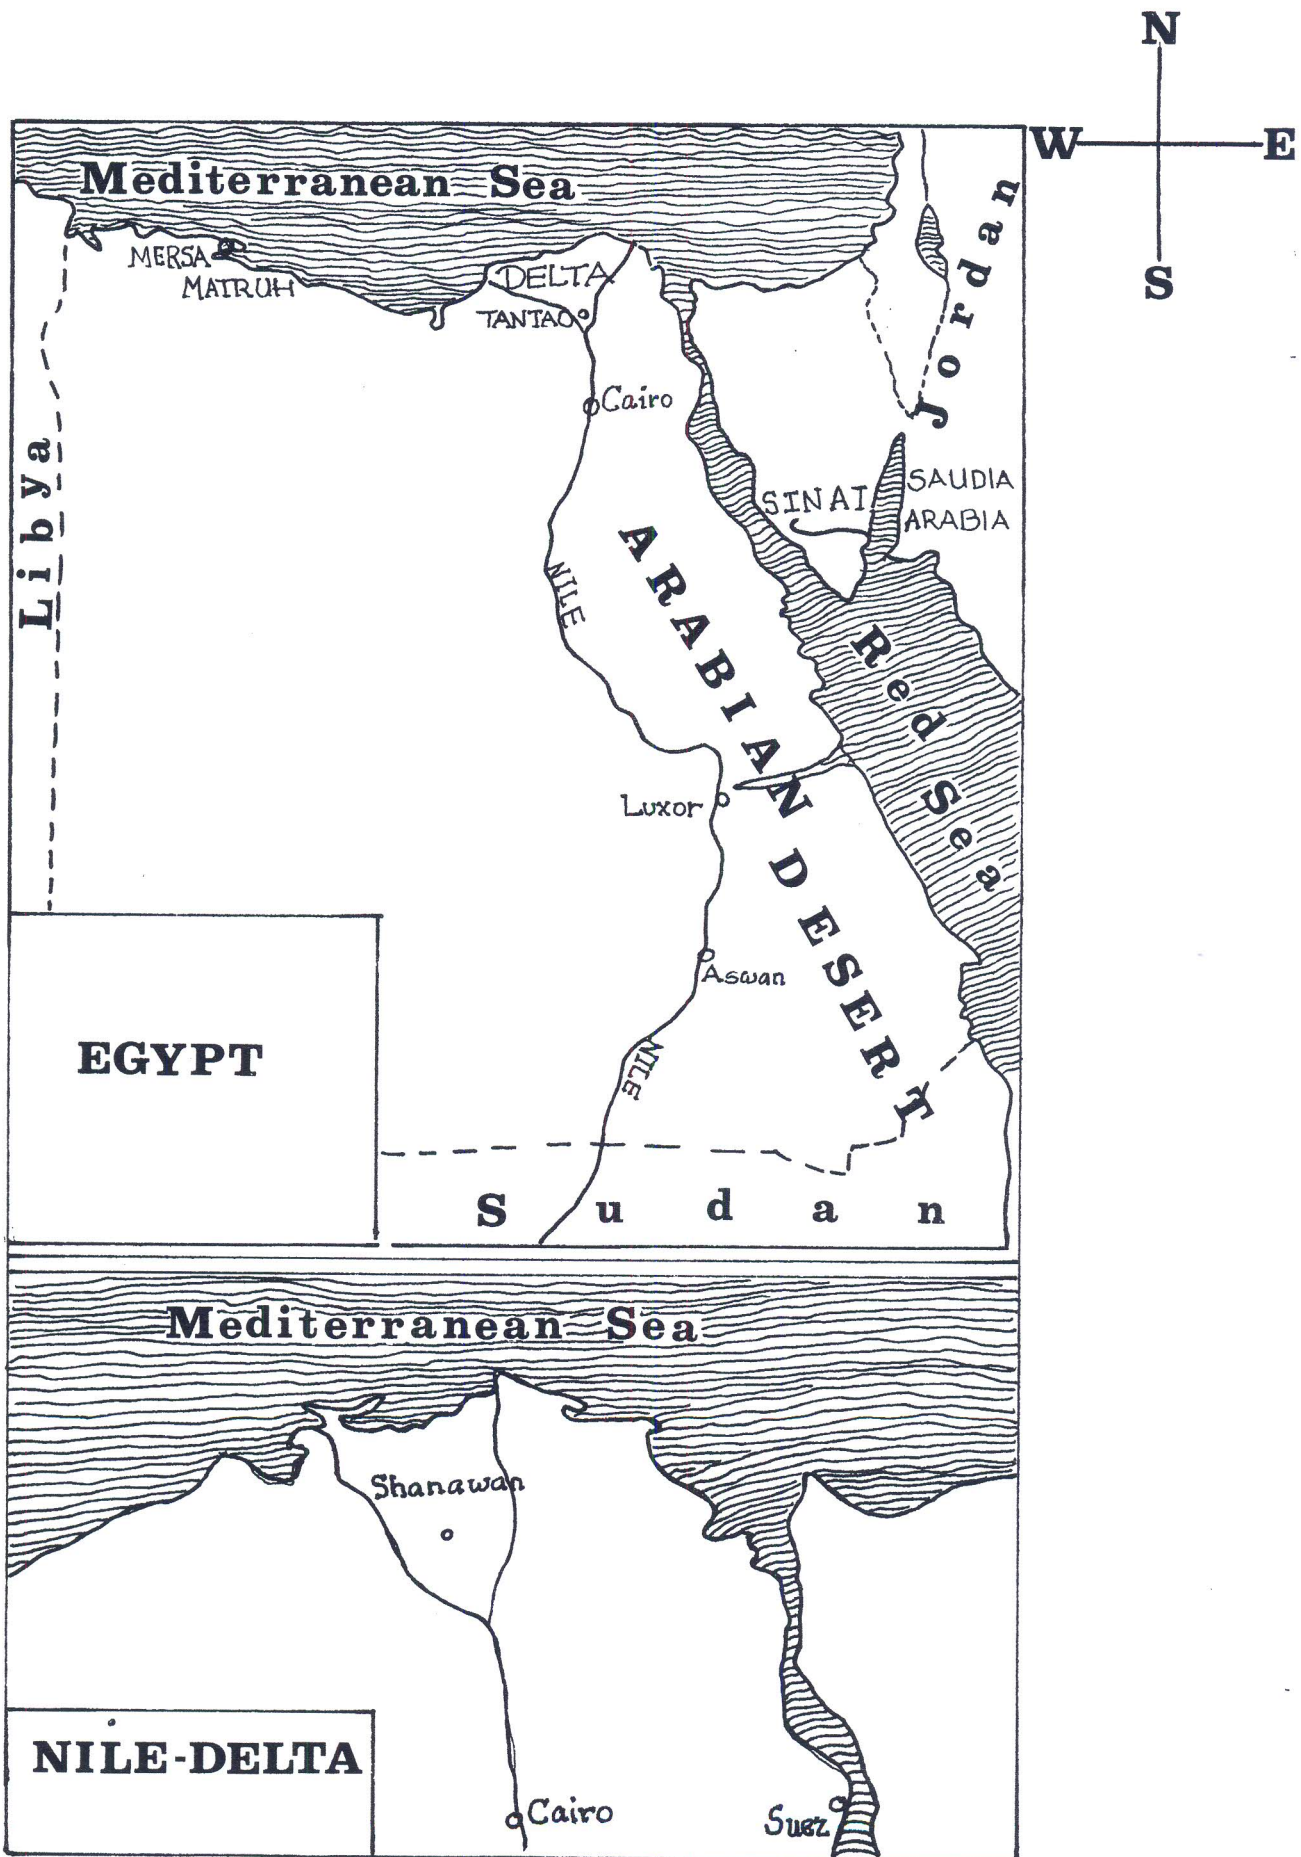 N
W E
S
Mediterranean Sea
Jordan
MERSA
MATRUH
DELTA
TANTAO
Cairo
Libya
SINAI
SAUDIA
ARABIA
NILE
ARABIAN DESERT
Red Sea
Luxor
Aswan
NILE
EGYPT
Sudan
Mediterranean Sea
Shanawan
NILE-DELTA
Cairo
Suez